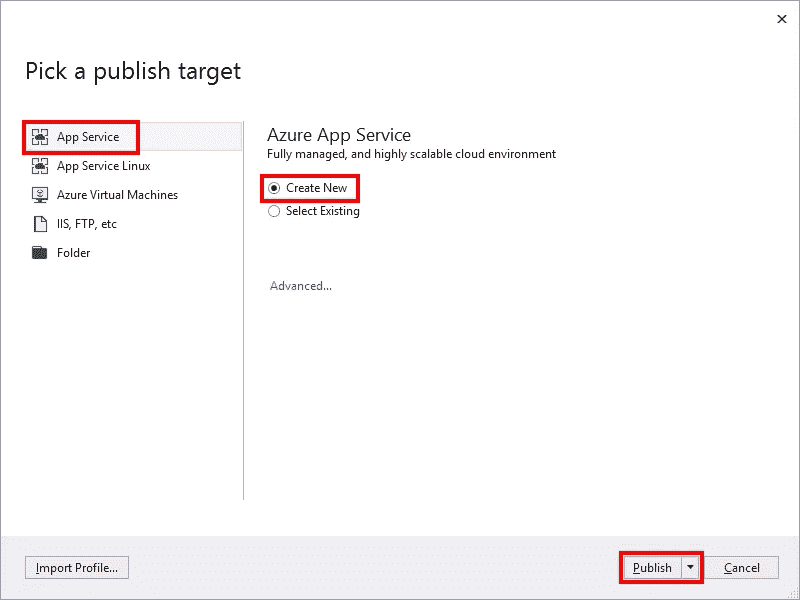 Pick a publish target
App Service
App Service Linux
Azure Virtual Machines
IIS, FTP, etc
Folder
Azure App Service
Fully managed, and highly scalable cloud environment
Create New
Select Existing
Advanced...
Import Profile...
Publish
Cancel